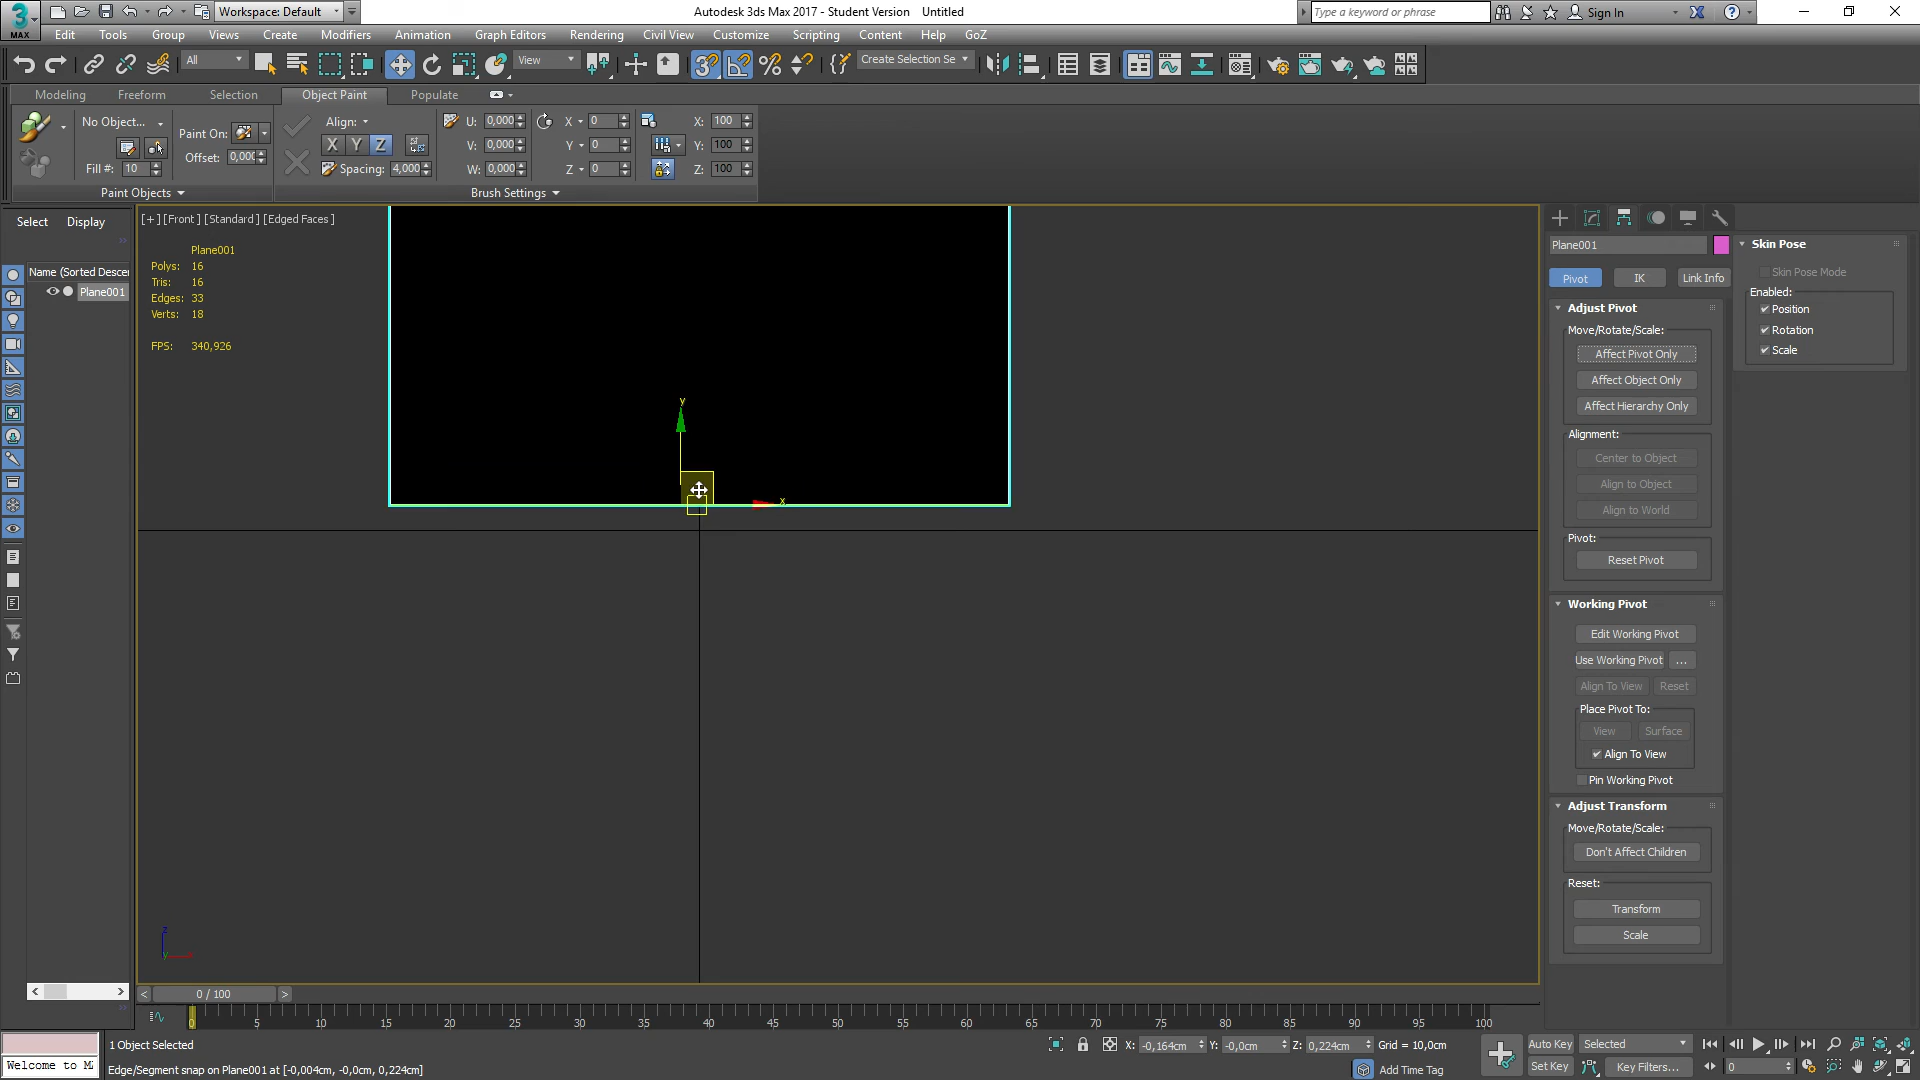 Workspace: Default
Autodesk 3ds Max 2017 - Student Version Untitled
Type a keyword or phrase
Sign In
MAX
Edit Tools Group Views Create Modifiers Animation Graph Editors Rendering Civil View Customize Scripting Content Help GoZ
All
View
Create Selection Se
Modeling Freeform Selection Object Paint Populate
No Object...
Paint On:
Offset: 0,000
Fill #: 10
Align:
X Y Z
Spacing: 4,000
U: 0,000
V: 0,000
W: 0,000
X 0
Y 0
Z 0
X: 100
Y: 100
Z: 100
Paint Objects
Brush Settings
Select Display
Name (Sorted Descer
Plane001
[+] [Front ] [Standard ] [Edged Faces ]
Plane001
Polys: 16
Tris: 16
Edges: 33
Verts: 18
FPS: 340,926
y
x
z
Plane001
Pivot IK Link Info
Adjust Pivot
Move/Rotate/Scale:
Affect Pivot Only
Affect Object Only
Affect Hierarchy Only
Alignment:
Center to Object
Align to Object
Align to World
Pivot:
Reset Pivot
Working Pivot
Edit Working Pivot
Use Working Pivot ...
Align To View Reset
Place Pivot To:
View Surface
Align To View
Pin Working Pivot
Adjust Transform
Move/Rotate/Scale:
Don't Affect Children
Reset:
Transform
Scale
Skin Pose
Skin Pose Mode
Enabled:
Position
Rotation
Scale
< 0 / 100 >
0 5 10 15 20 25 30 35 40 45 50 55 60 65 70 75 80 85 90 95 100
Welcome to M
1 Object Selected
Edge/Segment snap on Plane001 at [-0,004cm, -0,0cm, 0,224cm]
X: -0,164cm Y: -0,0cm Z: 0,224cm Grid = 10,0cm
Add Time Tag
Auto Key Selected
Set Key Key Filters...
0